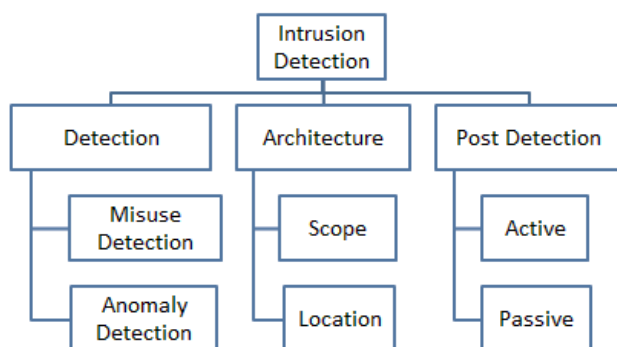 Intrusion
Detection
Detection
Architecture
Post Detection
Misuse
Detection
Scope
Active
Anomaly
Detection
Location
Passive